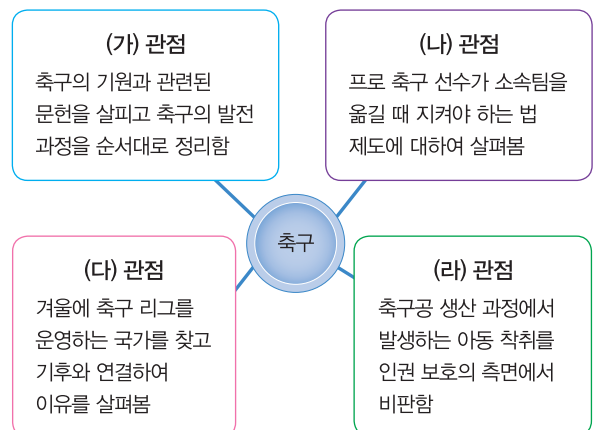 (가) 관점
축구의 기원과 관련된
문헌을 살피고 축구의 발전
과정을 순서대로 정리함
(나) 관점
프로 축구 선수가 소속팀을
옮길 때 지켜야 하는 법
제도에 대하여 살펴봄
축구
(다) 관점
겨울에 축구 리그를
운영하는 국가를 찾고
기후와 연결하여
이유를 살펴봄
(라) 관점
축구공 생산 과정에서
발생하는 아동 착취를
인권 보호의 측면에서
비판함